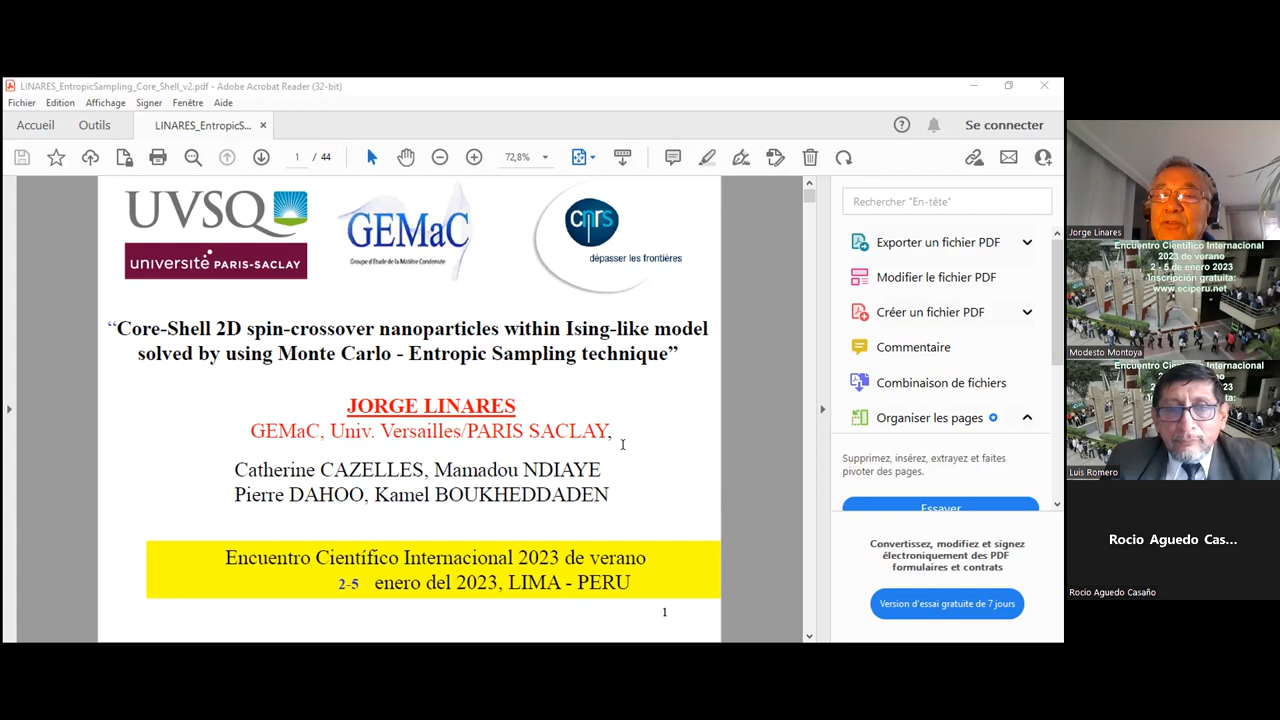 LINARES_EntropicSampling_Core_Shell_v2.pdf - Adobe Acrobat Reader (32-bit)
Fichier Edition Affichage Signer Fenêtre Aide
Accueil Outils LINARES_EntropicS... × Se connecter
1 / 44 72,8%
UVSQ
université PARIS-SACLAY
GEMaC
Groupe d'Etude de la Matière Condensée
cnrs
dépasser les frontières
“Core-Shell 2D spin-crossover nanoparticles within Ising-like model
solved by using Monte Carlo - Entropic Sampling technique”
JORGE LINARES
GEMaC, Univ. Versailles/PARIS SACLAY,
Catherine CAZELLES, Mamadou NDIAYE
Pierre DAHOO, Kamel BOUKHEDDADEN
Encuentro Científico Internacional 2023 de verano
2-5 enero del 2023, LIMA - PERU
1
Rechercher "En-tête"
Exporter un fichier PDF
Modifier le fichier PDF
Créer un fichier PDF
Commentaire
Combinaison de fichiers
Organiser les pages
Supprimez, insérez, extrayez et faites
pivoter des pages.
Essayer
Convertissez, modifiez et signez
électroniquement des PDF
formulaires et contrats
Version d'essai gratuite de 7 jours
Jorge Linares
Encuentro Científico Internacional
2023 de verano
2 - 5 de enero 2023
Inscripción gratuita:
www.eciperu.net
Modesto Montoya
Luis Romero
Rocio Aguedo Cas...
Rocio Aguedo Casaño